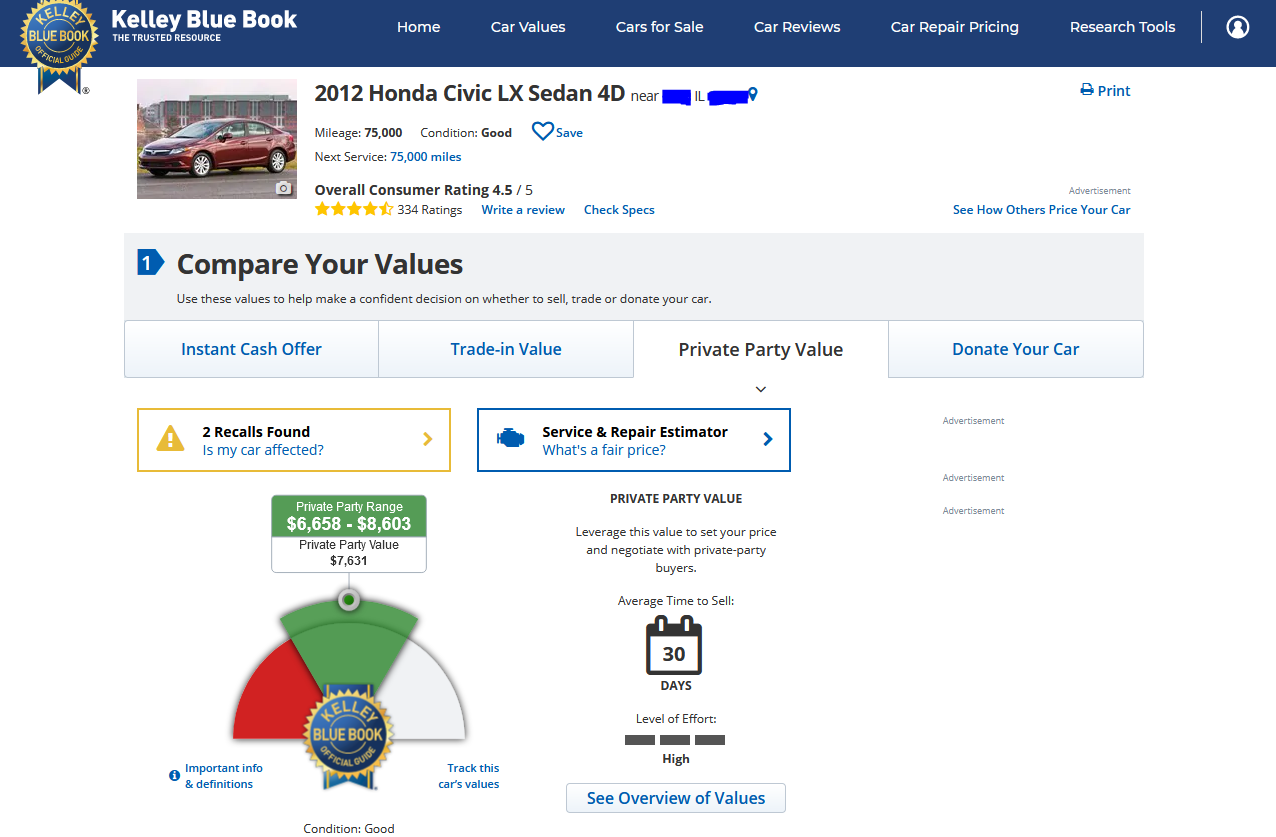 KELLEY
BLUE BOOK
OFFICIAL GUIDE
®
Kelley Blue Book
THE TRUSTED RESOURCE
Home
Car Values
Cars for Sale
Car Reviews
Car Repair Pricing
Research Tools
2012 Honda Civic LX Sedan 4D near IL
Print
Mileage: 75,000 Condition: Good Save
Next Service: 75,000 miles
Overall Consumer Rating 4.5 / 5
334 Ratings Write a review Check Specs
Advertisement
See How Others Price Your Car
1 Compare Your Values
Use these values to help make a confident decision on whether to sell, trade or donate your car.
Instant Cash Offer
Trade-in Value
Private Party Value
Donate Your Car
2 Recalls Found
Is my car affected?
Service & Repair Estimator
What's a fair price?
Advertisement
Advertisement
Advertisement
Private Party Range
$6,658 - $8,603
Private Party Value
$7,631
KELLEY
BLUE BOOK
OFFICIAL GUIDE
Important info
& definitions
Track this
car's values
Condition: Good
PRIVATE PARTY VALUE
Leverage this value to set your price
and negotiate with private-party
buyers.
Average Time to Sell:
30
DAYS
Level of Effort:
High
See Overview of Values